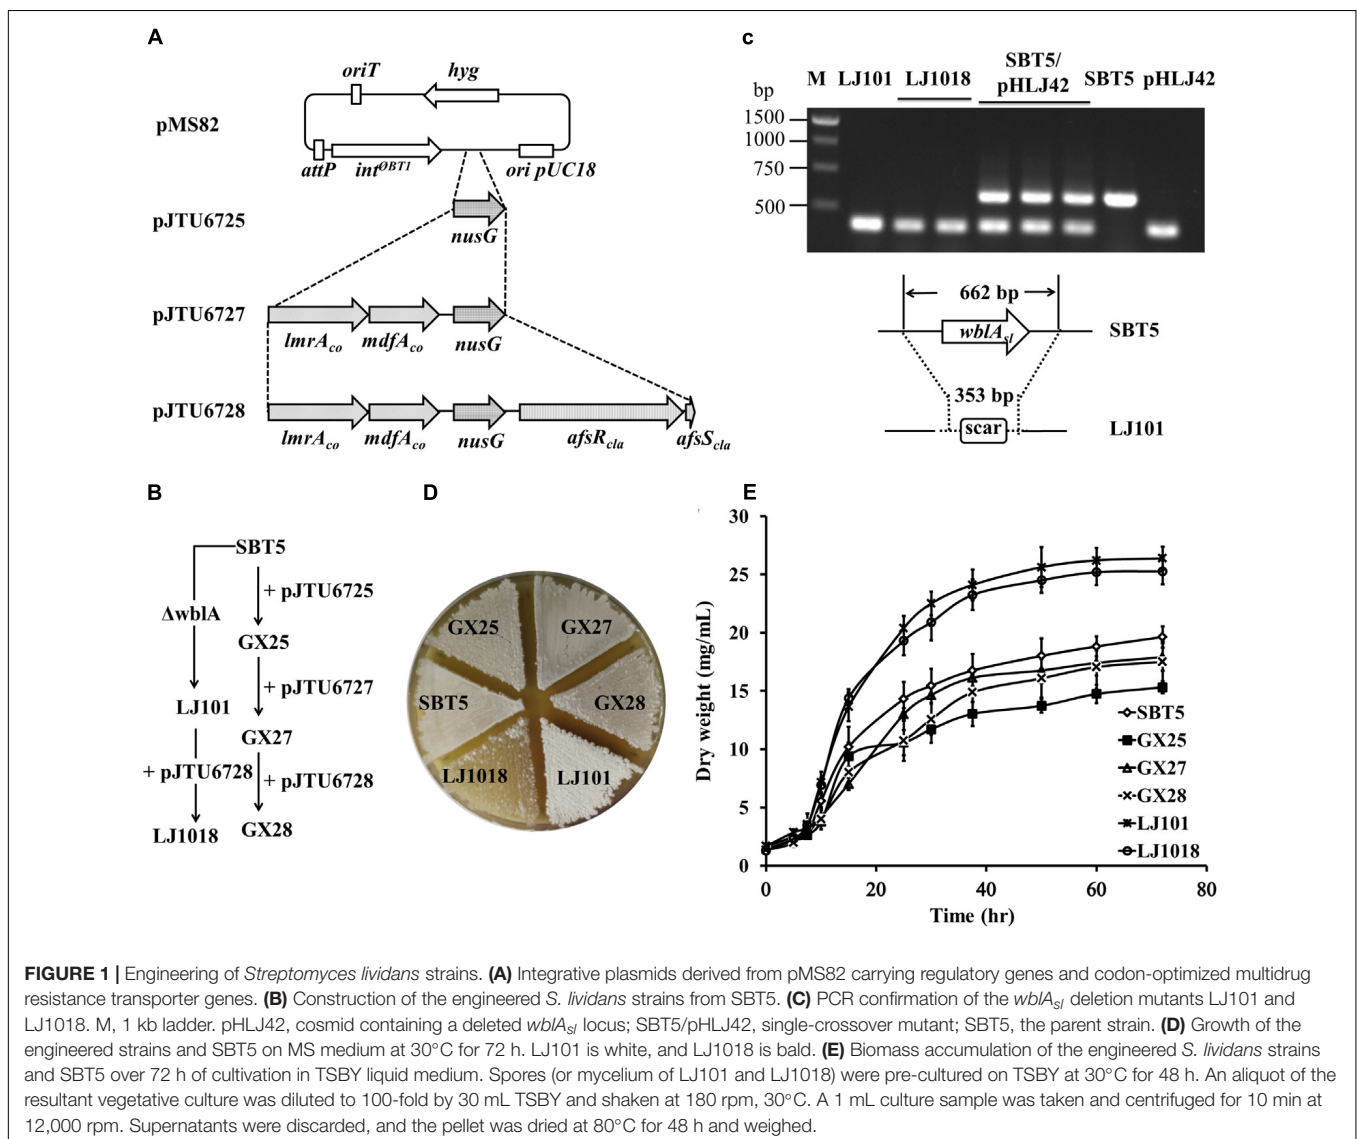 A
oriT
hyg
pMS82
attP
int^ØBT1
ori pUC18
pJTU6725
nusG
pJTU6727
lmrA_co
mdfA_co
nusG
pJTU6728
lmrA_co
mdfA_co
nusG
afsR_cla
afsS_cla
c
M LJ101 LJ1018 SBT5/ pHLJ42 SBT5 pHLJ42
bp
1500
1000
750
500
662 bp
wblA_sl
SBT5
353 bp
scar
LJ101
B
SBT5
+ pJTU6725
ΔwblA
GX25
+ pJTU6727
LJ101
GX27
+ pJTU6728
+ pJTU6728
LJ1018
GX28
D
GX25
GX27
SBT5
GX28
LJ1018
LJ101
E
Dry weight (mg/mL)
30
25
20
15
10
5
0
SBT5
GX25
GX27
GX28
LJ101
LJ1018
0 20 40 60 80
Time (hr)
FIGURE 1 | Engineering of Streptomyces lividans strains. (A) Integrative plasmids derived from pMS82 carrying regulatory genes and codon-optimized multidrug
resistance transporter genes. (B) Construction of the engineered S. lividans strains from SBT5. (C) PCR confirmation of the wblA_sl deletion mutants LJ101 and
LJ1018. M, 1 kb ladder. pHLJ42, cosmid containing a deleted wblA_sl locus; SBT5/pHLJ42, single-crossover mutant; SBT5, the parent strain. (D) Growth of the
engineered strains and SBT5 on MS medium at 30°C for 72 h. LJ101 is white, and LJ1018 is bald. (E) Biomass accumulation of the engineered S. lividans strains
and SBT5 over 72 h of cultivation in TSBY liquid medium. Spores (or mycelium of LJ101 and LJ1018) were pre-cultured on TSBY at 30°C for 48 h. An aliquot of the
resultant vegetative culture was diluted to 100-fold by 30 mL TSBY and shaken at 180 rpm, 30°C. A 1 mL culture sample was taken and centrifuged for 10 min at
12,000 rpm. Supernatants were discarded, and the pellet was dried at 80°C for 48 h and weighed.